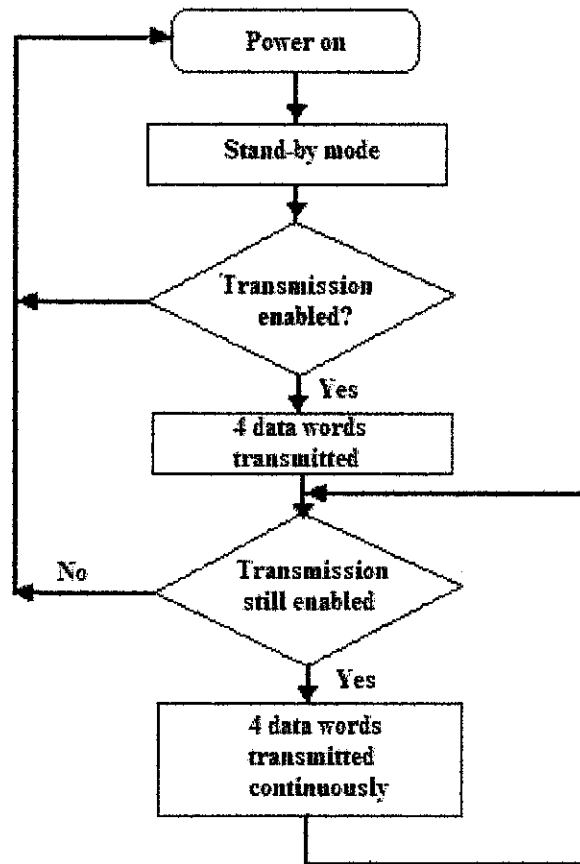 Power on
Stand-by mode
Transmission
enabled?
Yes
4 data words
transmitted
No
Transmission
still enabled
Yes
4 data words
transmitted
continuously